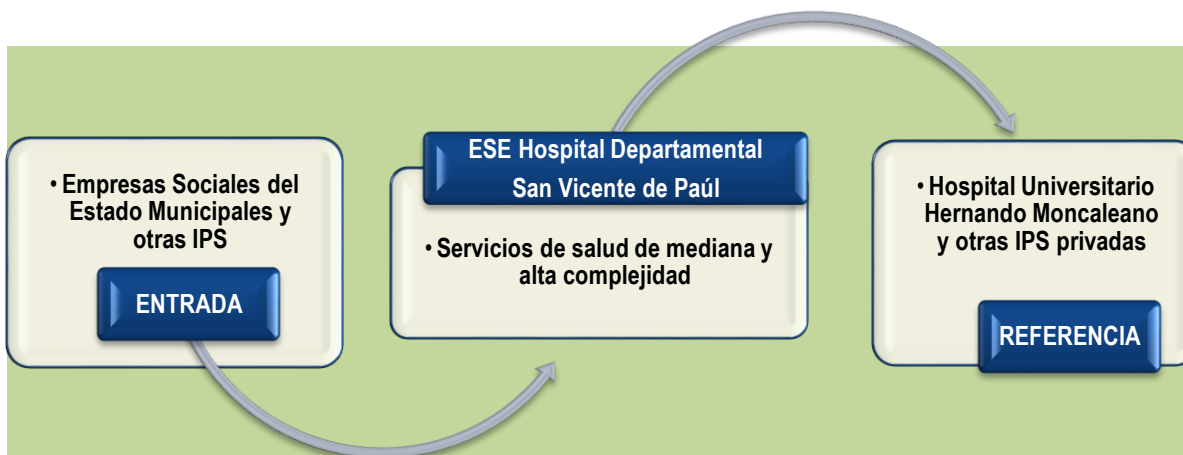 • Empresas Sociales del
Estado Municipales y
otras IPS
ENTRADA
ESE Hospital Departamental
San Vicente de Paúl
• Servicios de salud de mediana y
alta complejidad
• Hospital Universitario
Hernando Moncaleano
y otras IPS privadas
REFERENCIA